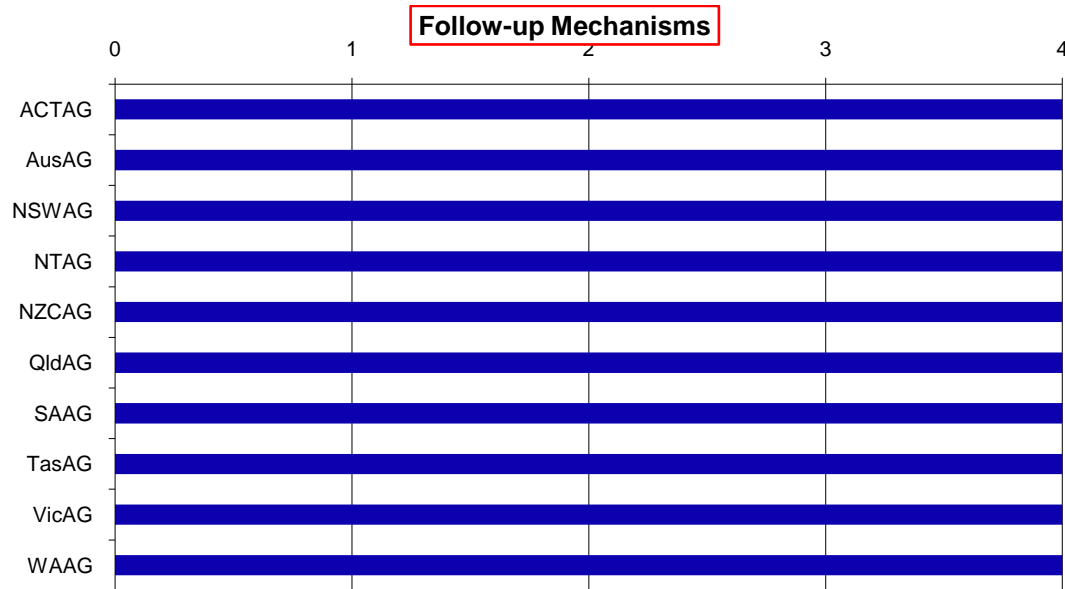 Follow-up Mechanisms
0 1 2 3 4
ACTAG
AusAG
NSWAG
NTAG
NZCAG
QldAG
SAAG
TasAG
VicAG
WAAG